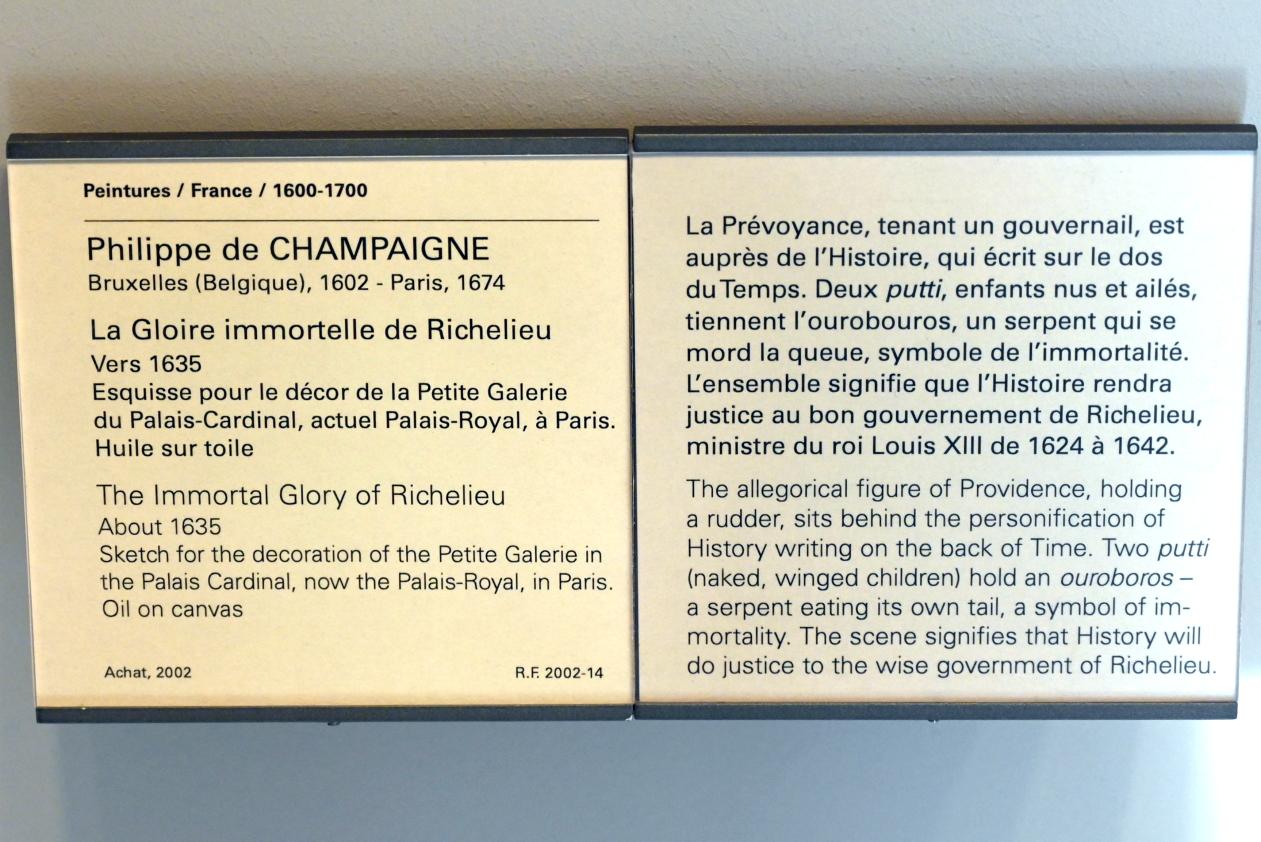 Peintures / France / 1600-1700
Philippe de CHAMPAIGNE
Bruxelles (Belgique), 1602 - Paris, 1674
La Gloire immortelle de Richelieu
Vers 1635
Esquisse pour le décor de la Petite Galerie
du Palais-Cardinal, actuel Palais-Royal, à Paris.
Huile sur toile
The Immortal Glory of Richelieu
About 1635
Sketch for the decoration of the Petite Galerie in
the Palais Cardinal, now the Palais-Royal, in Paris.
Oil on canvas
Achat, 2002 R.F. 2002-14
La Prévoyance, tenant un gouvernail, est
auprès de l'Histoire, qui écrit sur le dos
du Temps. Deux putti, enfants nus et ailés,
tiennent l'ourobouros, un serpent qui se
mord la queue, symbole de l'immortalité.
L'ensemble signifie que l'Histoire rendra
justice au bon gouvernement de Richelieu,
ministre du roi Louis XIII de 1624 à 1642.
The allegorical figure of Providence, holding
a rudder, sits behind the personification of
History writing on the back of Time. Two putti
(naked, winged children) hold an ouroboros –
a serpent eating its own tail, a symbol of im-
mortality. The scene signifies that History will
do justice to the wise government of Richelieu.